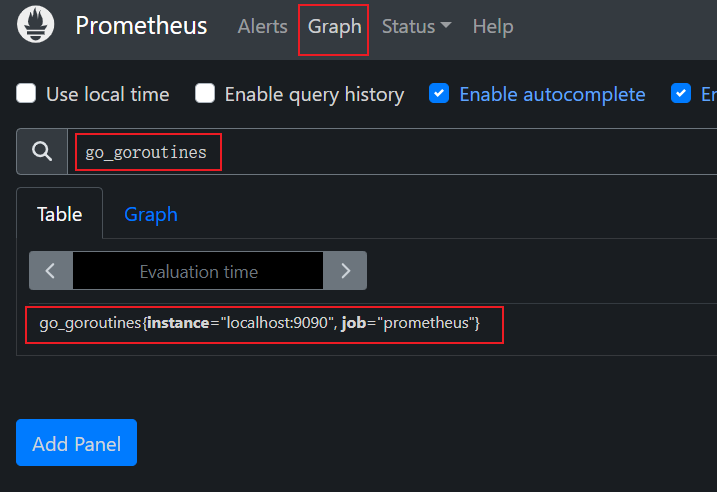 Prometheus Alerts Graph Status Help
Use local time Enable query history Enable autocomplete
go_goroutines
Table Graph
Evaluation time
go_goroutines{instance="localhost:9090", job="prometheus"}
Add Panel